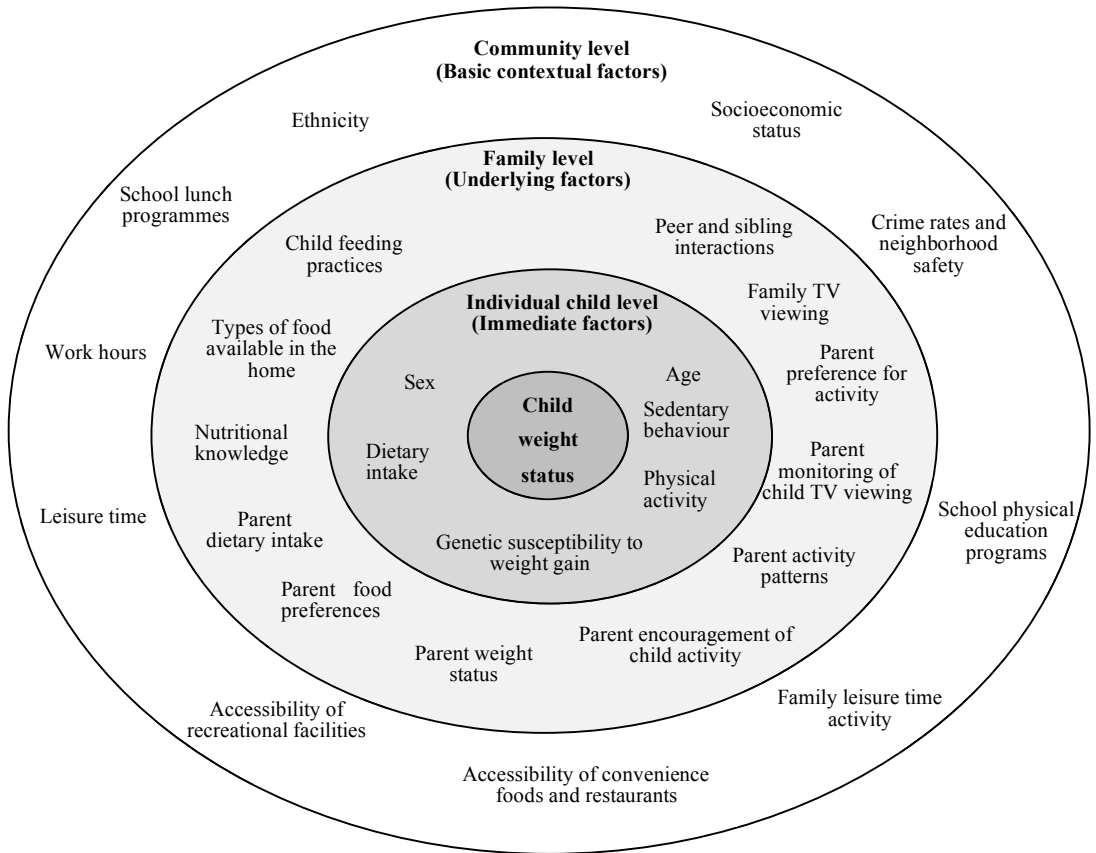 Community level
(Basic contextual factors)
Ethnicity
Socioeconomic
status
Family level
(Underlying factors)
School lunch
programmes
Peer and sibling
interactions
Crime rates and
neighborhood
safety
Child feeding
practices
Individual child level
(Immediate factors)
Family TV
viewing
Types of food
available in the
home
Work hours
Parent
preference for
activity
Sex
Age
Child
weight
status
Sedentary
behaviour
Nutritional
knowledge
Dietary
intake
Parent
monitoring of
child TV viewing
Physical
activity
Leisure time
Parent
dietary intake
School physical
education
programs
Genetic susceptibility to
weight gain
Parent activity
patterns
Parent food
preferences
Parent encouragement of
child activity
Parent weight
status
Family leisure time
activity
Accessibility of
recreational facilities
Accessibility of convenience
foods and restaurants